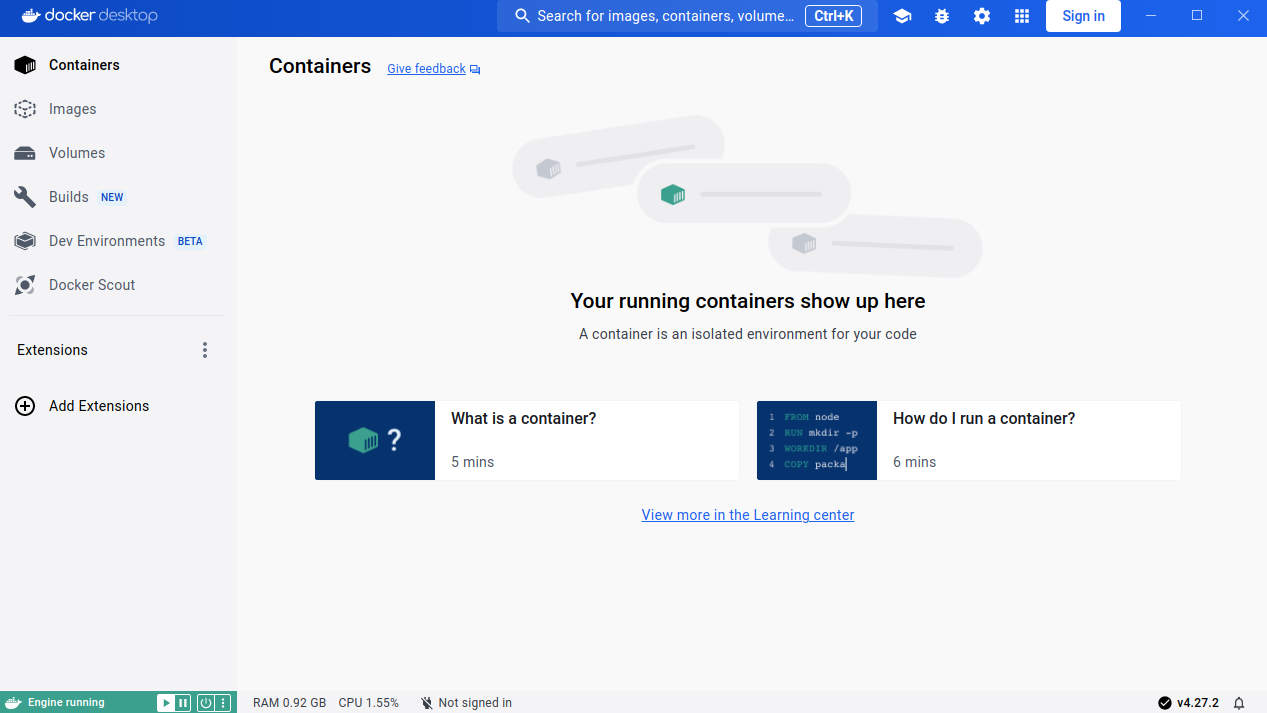 docker desktop
Search for images, containers, volume... Ctrl+K
Sign in
Containers
Images
Volumes
Builds NEW
Dev Environments BETA
Docker Scout
Extensions
Add Extensions
Containers Give feedback
Your running containers show up here
A container is an isolated environment for your code
?
What is a container?
5 mins
1 FROM node
2 RUN mkdir -p
3 WORKDIR /app
4 COPY packa
How do I run a container?
6 mins
View more in the Learning center
Engine running
RAM 0.92 GB CPU 1.55% Not signed in
v4.27.2